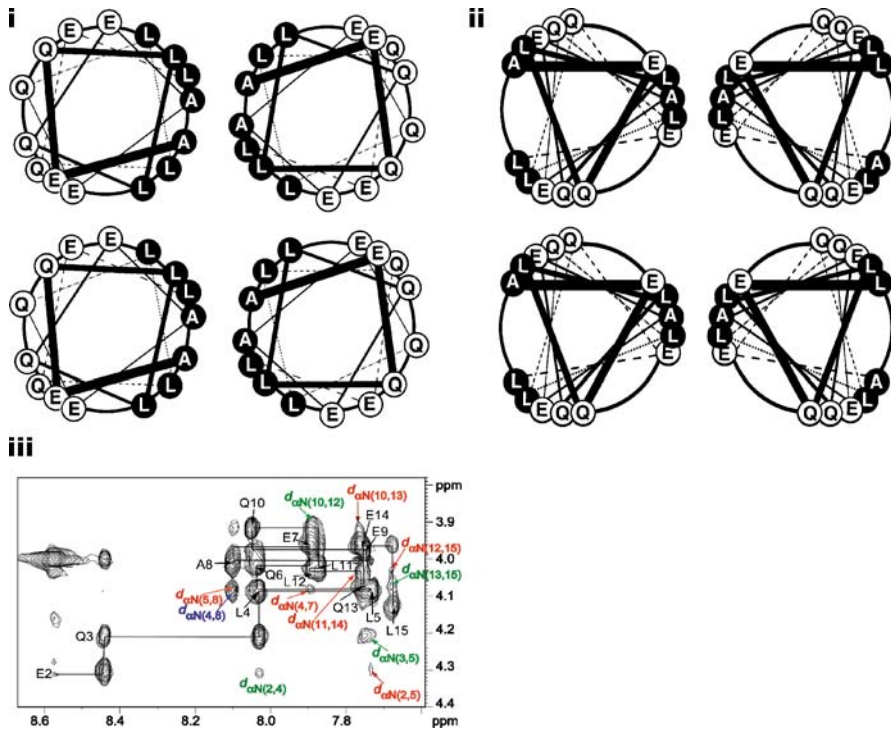 i
ii
E E L
Q L
L
Q A
Q A
Q L
E E L L
L E E
L Q
A Q
A Q
L
L Q
L E E
Q Q
L E E
A L
A
L
E
L
L E Q Q
Q Q
E E L
L L
A
L
E A
Q Q E L
E E L
Q L
L
Q A
Q A
Q L
E E L L
L E E
L Q
A Q
A Q
L
L Q
L E E
Q Q
L E E
A L
A
L
E
L
L E Q Q
Q Q
E E L
L L
A
L
E A
Q Q E L
iii
ppm
dαN(10,13)
dαN(10,12)
Q10
3.9
E14
E7
E9
dαN(12,15)
4.0
A8
L11
Q6
L12
dαN(13,15)
dαN(5,8)
dαN(4,7)
4.1
dαN(4,8)
L4
Q13
L5
L15
dαN(11,14)
Q3
4.2
dαN(3,5)
E2
4.3
dαN(2,4)
dαN(2,5)
4.4
8.6
8.4
8.2
8.0
7.8
ppm